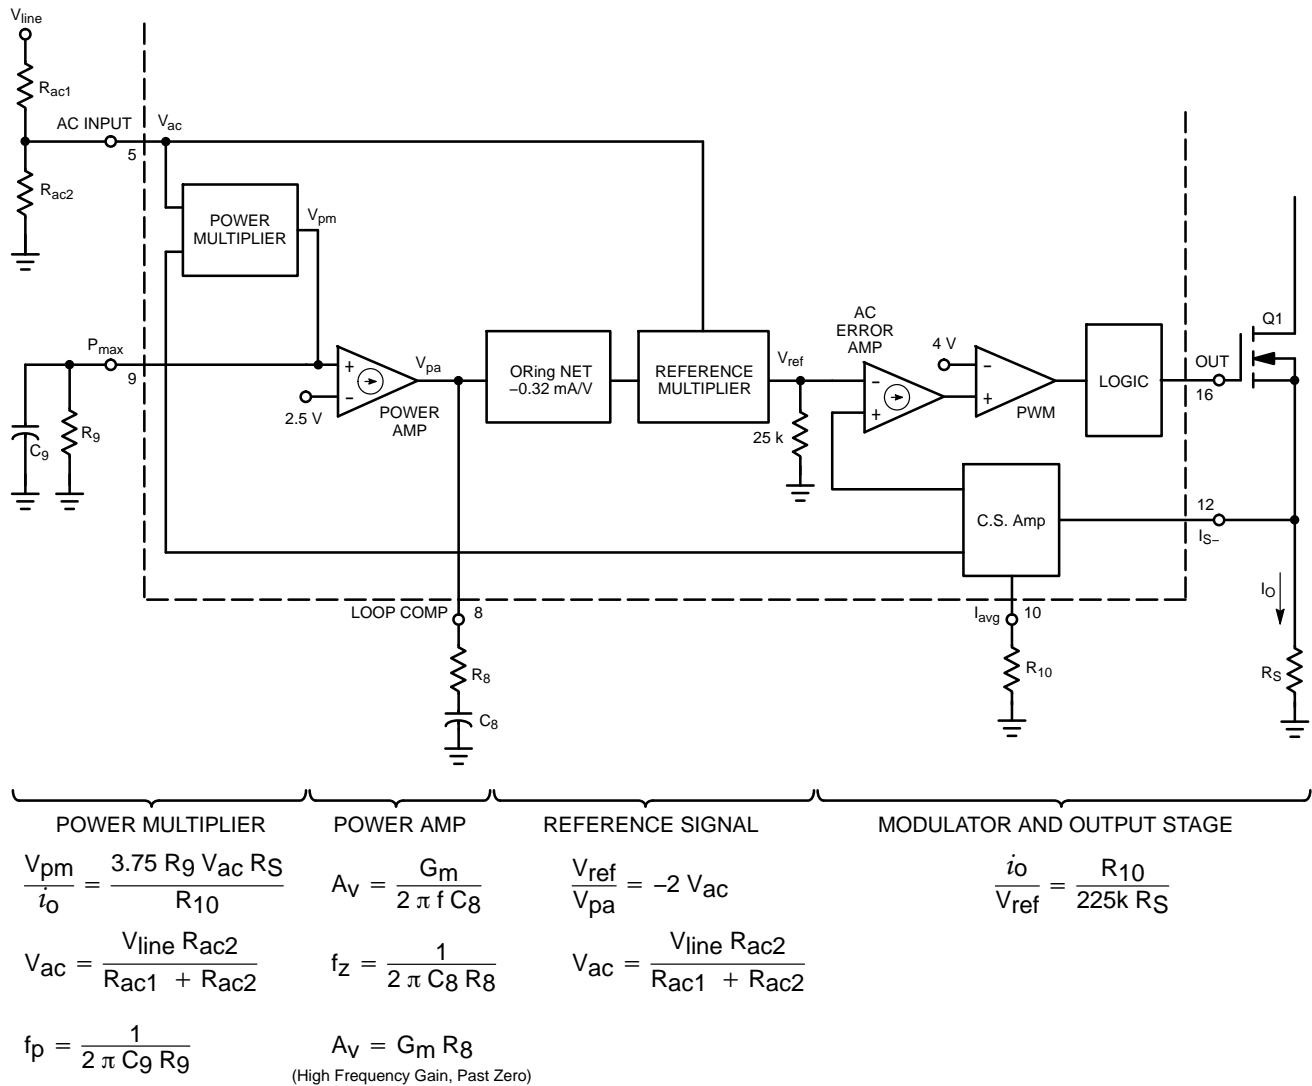 Vline
Rac1
AC INPUT
Vac
5
Rac2
POWER
MULTIPLIER
Vpm
Pmax
9
C9
R9
2.5 V
+
–
Vpa
POWER
AMP
ORing NET
–0.32 mA/V
REFERENCE
MULTIPLIER
Vref
25 k
AC
ERROR
AMP
–
+
4 V
–
+
PWM
LOGIC
OUT
16
Q1
C.S. Amp
12
IS–
LOOP COMP
8
Iavg
10
IO
R8
C8
R10
RS
POWER MULTIPLIER
POWER AMP
REFERENCE SIGNAL
MODULATOR AND OUTPUT STAGE
Vpm / io = 3.75 R9 Vac RS / R10
Av = Gm / 2 π f C8
Vref / Vpa = –2 Vac
io / Vref = R10 / 225k RS
Vac = Vline Rac2 / Rac1 + Rac2
fz = 1 / 2 π C8 R8
Vac = Vline Rac2 / Rac1 + Rac2
fp = 1 / 2 π C9 R9
Av = Gm R8
(High Frequency Gain, Past Zero)